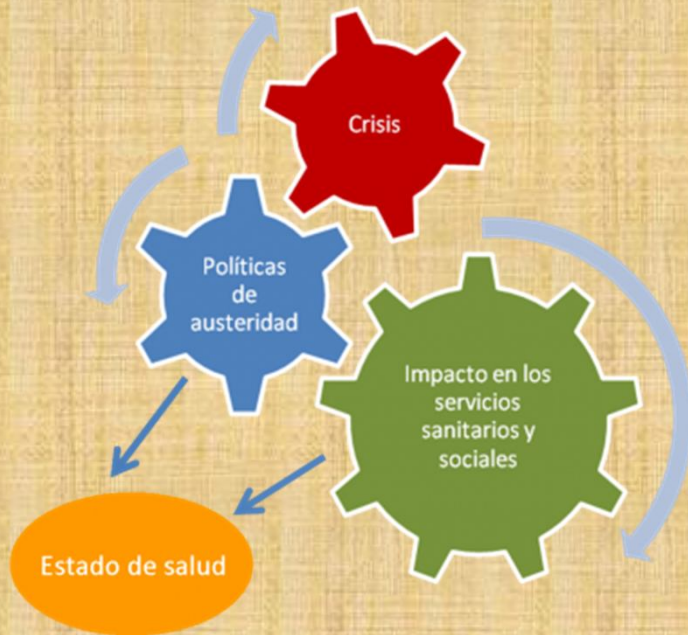 Crisis
Políticas
de
austeridad
Impacto en los
servicios
sanitarios y
sociales
Estado de salud